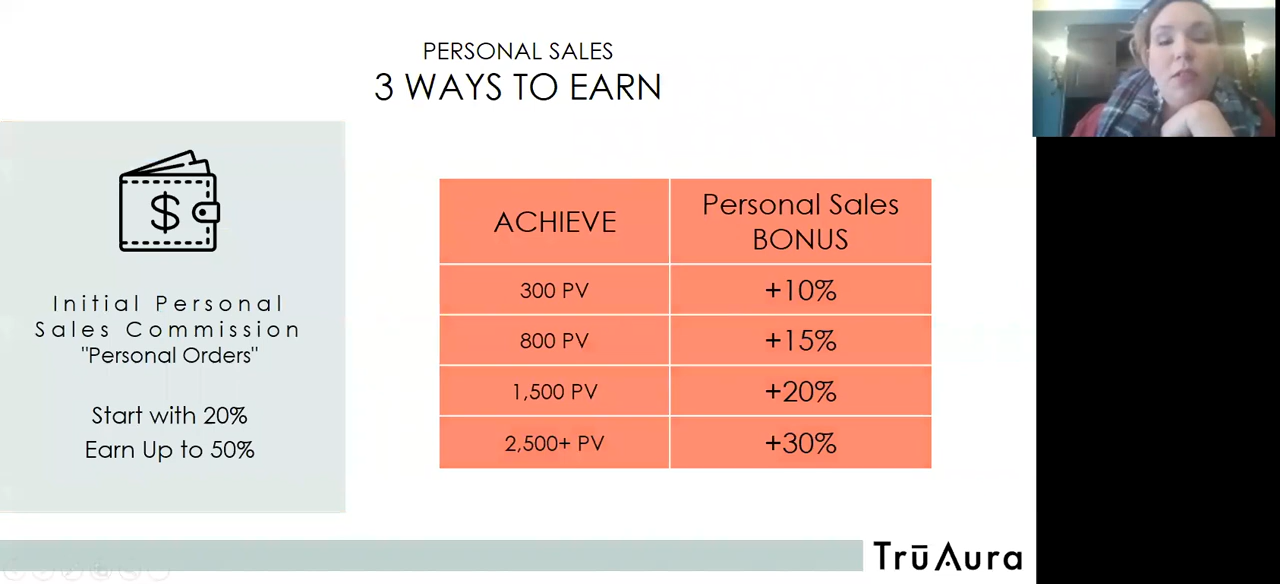 PERSONAL SALES
3 WAYS TO EARN
$
Initial Personal
Sales Commission
"Personal Orders"
Start with 20%
Earn Up to 50%
ACHIEVE
Personal Sales
BONUS
300 PV
+10%
800 PV
+15%
1,500 PV
+20%
2,500+ PV
+30%
TrūAura